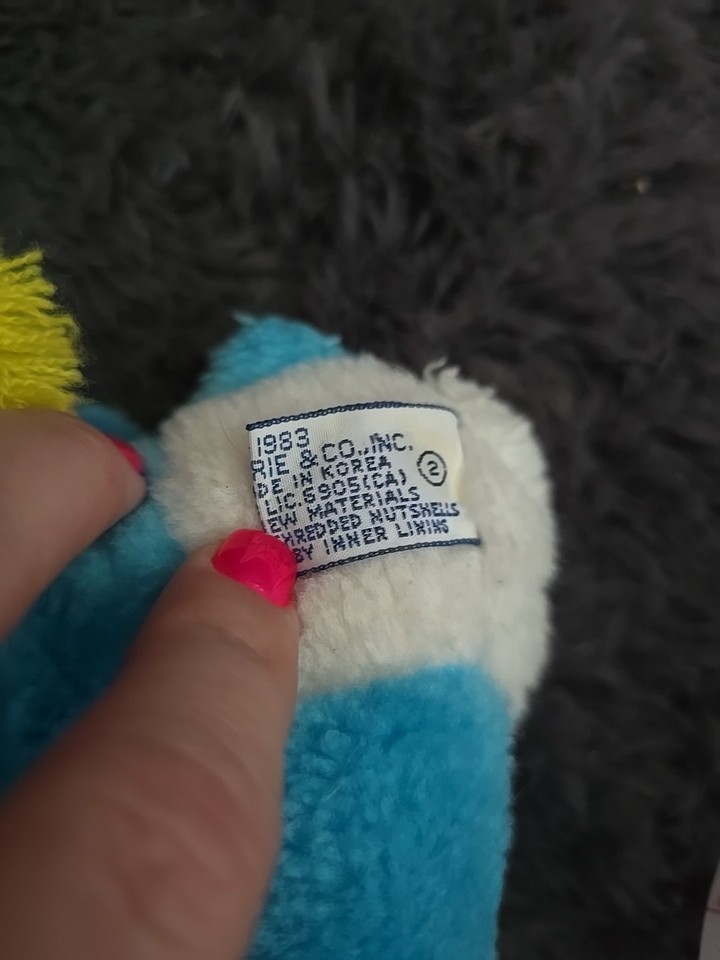 1983
RIE & CO., INC.
DE IN KOREA
LIC.6905(CA)
EW MATERIALS
HREDDED NUTSHELLS
BY INNER LINING
2